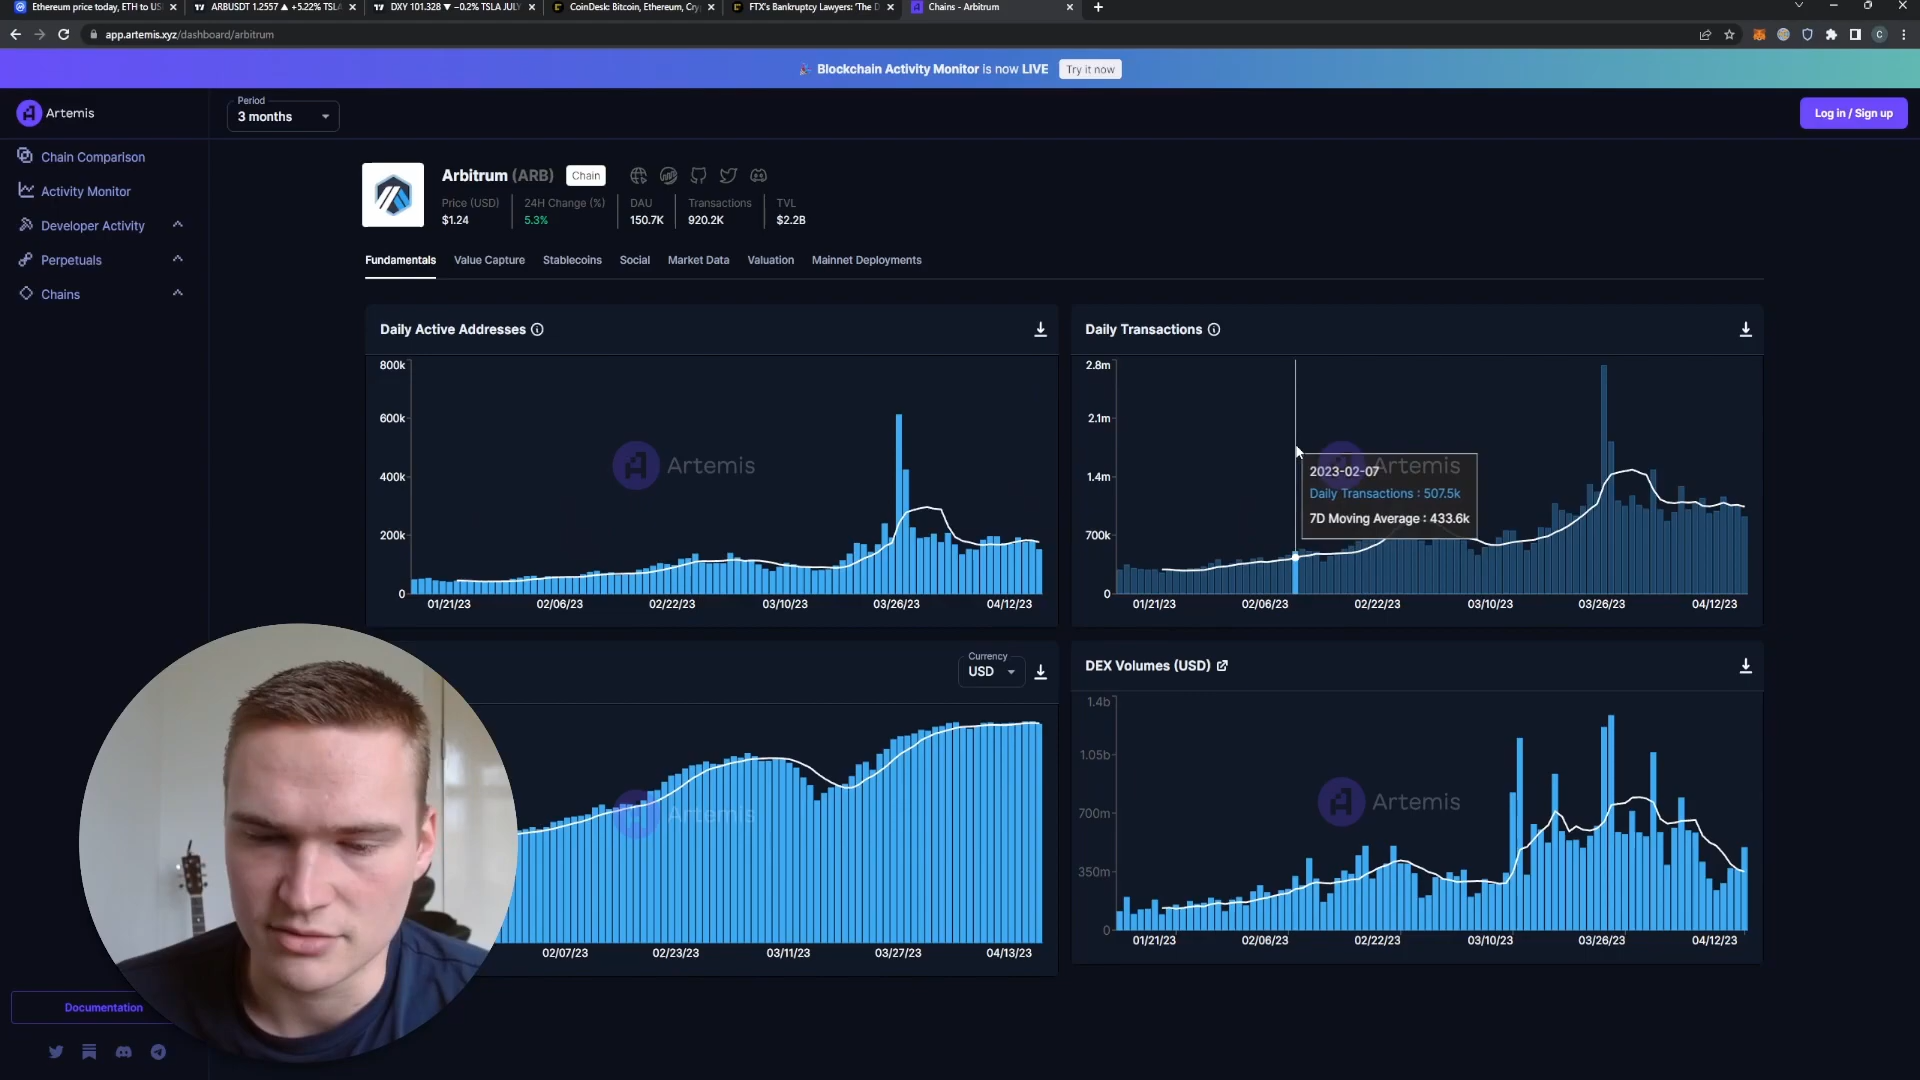 Ethereum price today, ETH to US
ARBUSDT 1.2557 ▲ +5.22% TSLA
DXY 101.328 ▼ −0.2% TSLA JULY
CoinDesk: Bitcoin, Ethereum, Cry
FTX's Bankruptcy Lawyers: 'The D
Chains - Arbitrum
app.artemis.xyz/dashboard/arbitrum
C
Blockchain Activity Monitor is now LIVE
Try it now
Artemis
Period
3 months
Log in / Sign up
Chain Comparison
Activity Monitor
Developer Activity
Perpetuals
Chains
Arbitrum (ARB)
Chain
Price (USD)
$1.24
24H Change (%)
5.3%
DAU
150.7K
Transactions
920.2K
TVL
$2.2B
Fundamentals
Value Capture
Stablecoins
Social
Market Data
Valuation
Mainnet Deployments
Daily Active Addresses
800k
600k
400k
200k
0
Artemis
01/21/23
02/06/23
02/22/23
03/10/23
03/26/23
04/12/23
Daily Transactions
2.8m
2.1m
1.4m
700k
0
Artemis
2023-02-07
Daily Transactions : 507.5k
7D Moving Average : 433.6k
01/21/23
02/06/23
02/22/23
03/10/23
03/26/23
04/12/23
Currency
USD
Artemis
02/07/23
02/23/23
03/11/23
03/27/23
04/13/23
DEX Volumes (USD)
1.4b
1.05b
700m
350m
0
Artemis
01/21/23
02/06/23
02/22/23
03/10/23
03/26/23
04/12/23
Documentation